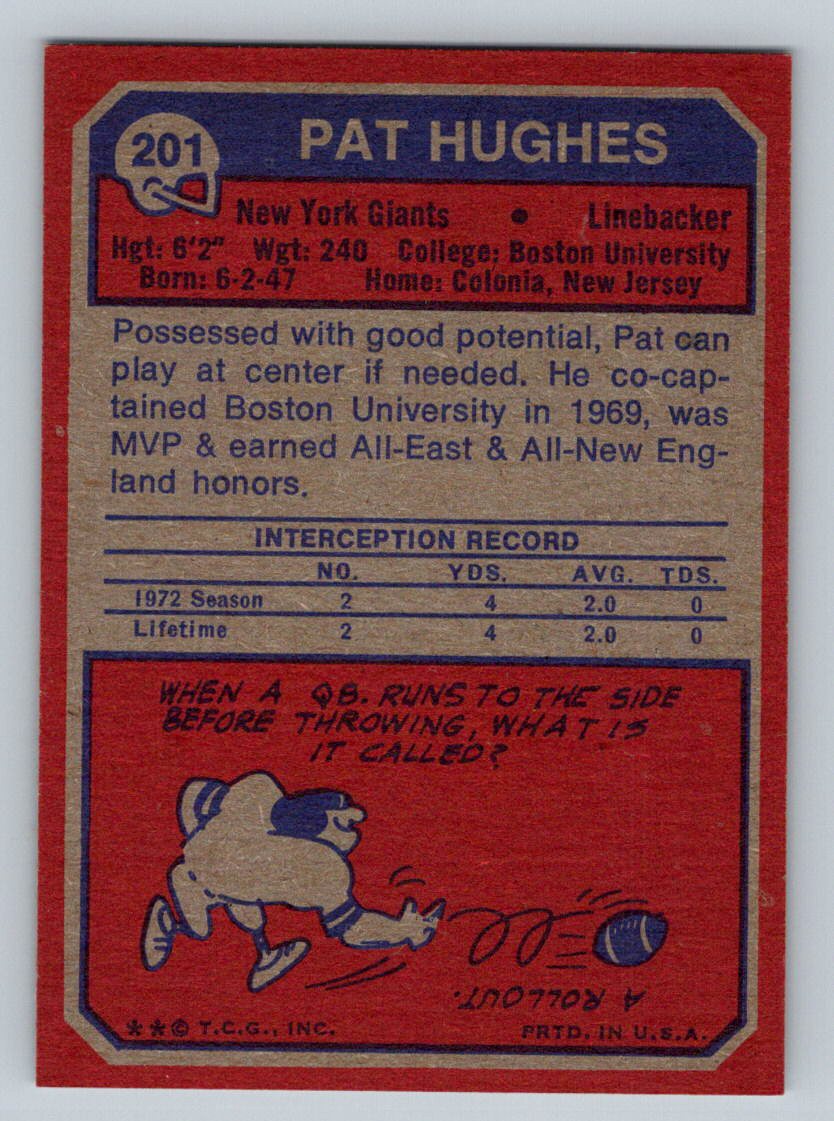 201
PAT HUGHES
New York Giants • Linebacker
Hgt: 6'2" Wgt: 240 College: Boston University
Born: 6-2-47 Home: Colonia, New Jersey
Possessed with good potential, Pat can
play at center if needed. He co-cap-
tained Boston University in 1969, was
MVP & earned All-East & All-New Eng-
land honors.
INTERCEPTION RECORD
NO. YDS. AVG. TDS.
1972 Season 2 4 2.0 0
Lifetime 2 4 2.0 0
WHEN A QB. RUNS TO THE SIDE
BEFORE THROWING, WHAT IS
IT CALLED?
A ROLLOUT.
**© T.C.G., INC. PRTD. IN U.S.A.